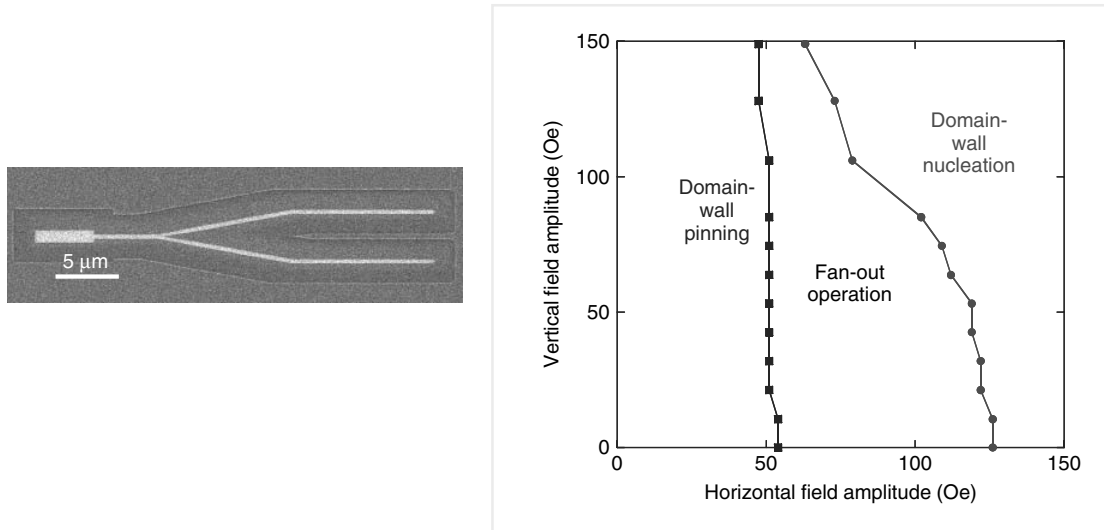 5 μm
150
100
50
0
Vertical field amplitude (Oe)
Domain-
wall
pinning
Fan-out
operation
Domain-
wall
nucleation
0
50
100
150
Horizontal field amplitude (Oe)